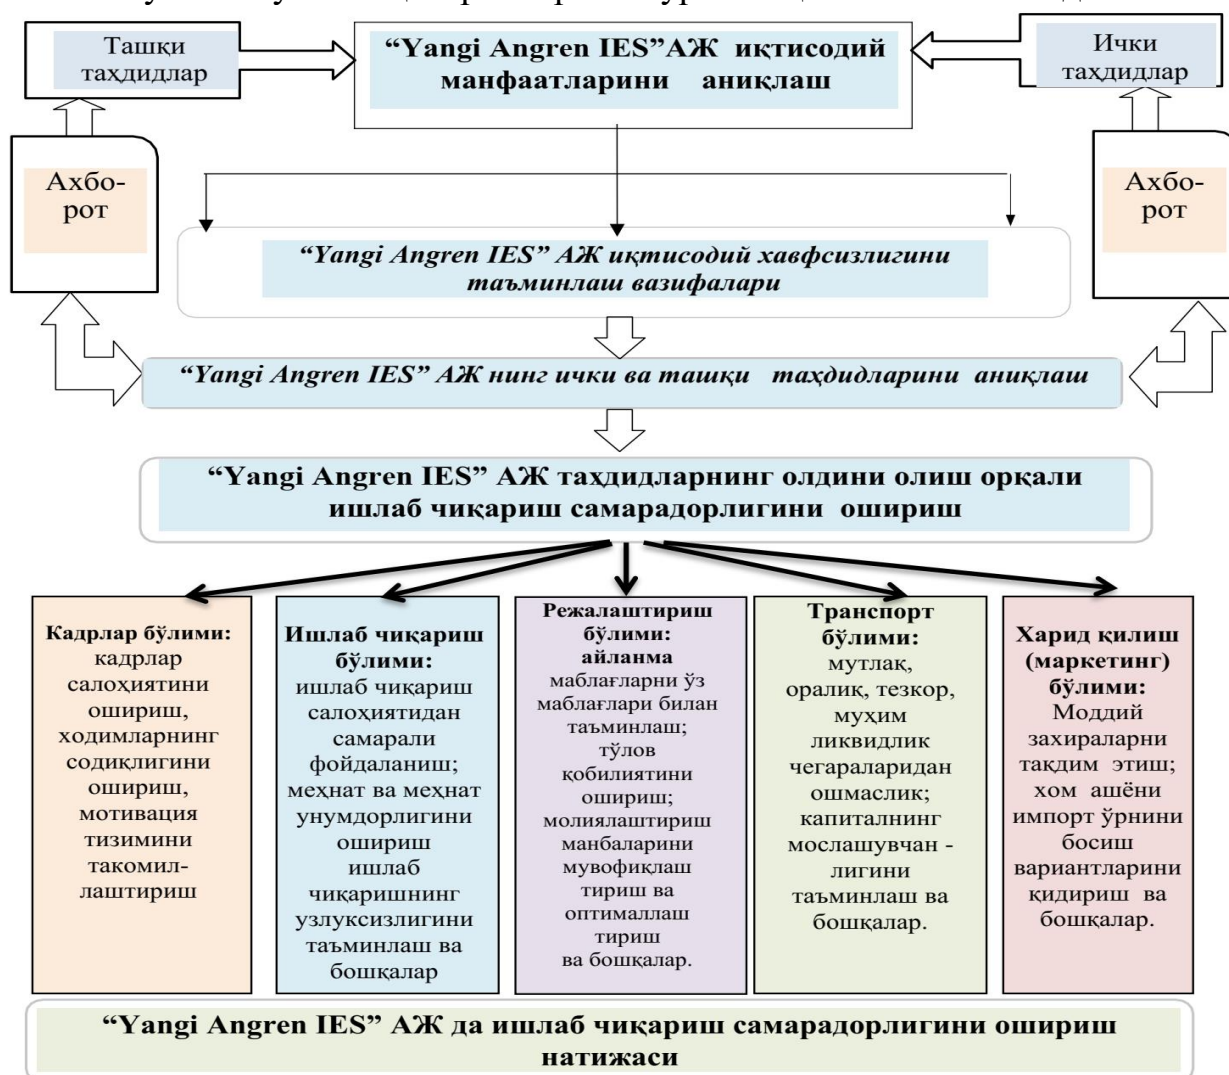 Ташқи
таҳдидлар
“Yangi Angren IES”АЖ иқтисодий
манфаатларини аниқлаш
Ички
таҳдидлар
Ахбо-
рот
Ахбо-
рот
“Yangi Angren IES” АЖ иқтисодий хавфсизлигини
таъминлаш вазифалари
“Yangi Angren IES” АЖ нинг ички ва ташқи таҳдидларини аниқлаш
“Yangi Angren IES” АЖ таҳдидларнинг олдини олиш орқали
ишлаб чиқариш самарадорлигини ошириш
Кадрлар бўлими:
кадрлар
салоҳиятини
ошириш,
ходимларнинг
содиқлигини
ошириш,
мотивация
тизимини
такомил-
лаштириш
Ишлаб чиқариш
бўлими:
ишлаб чиқариш
салоҳиятидан
самарали
фойдаланиш;
меҳнат ва меҳнат
унумдорлигини
ошириш
ишлаб
чиқаришнинг
узлуксизлигини
таъминлаш ва
бошқалар
Режалаштириш
бўлими:
айланма
маблағларни ўз
маблағлари билан
таъминлаш;
тўлов
қобилиятини
ошириш;
молиялаштириш
манбаларини
мувофиқлаш
тириш ва
оптималлаш
тириш
ва бошқалар.
Транспорт
бўлими:
мутлақ,
оралиқ, тезкор,
муҳим
ликвидлик
чегараларидан
ошмаслик;
капиталнинг
мослашувчан -
лигини
таъминлаш ва
бошқалар.
Харид қилиш
(маркетинг)
бўлими:
Моддий
захираларни
тақдим этиш;
хом ашёни
импорт ўрнини
босиш
вариантларини
қидириш ва
бошқалар.
“Yangi Angren IES” АЖ да ишлаб чиқариш самарадорлигини ошириш
натижаси